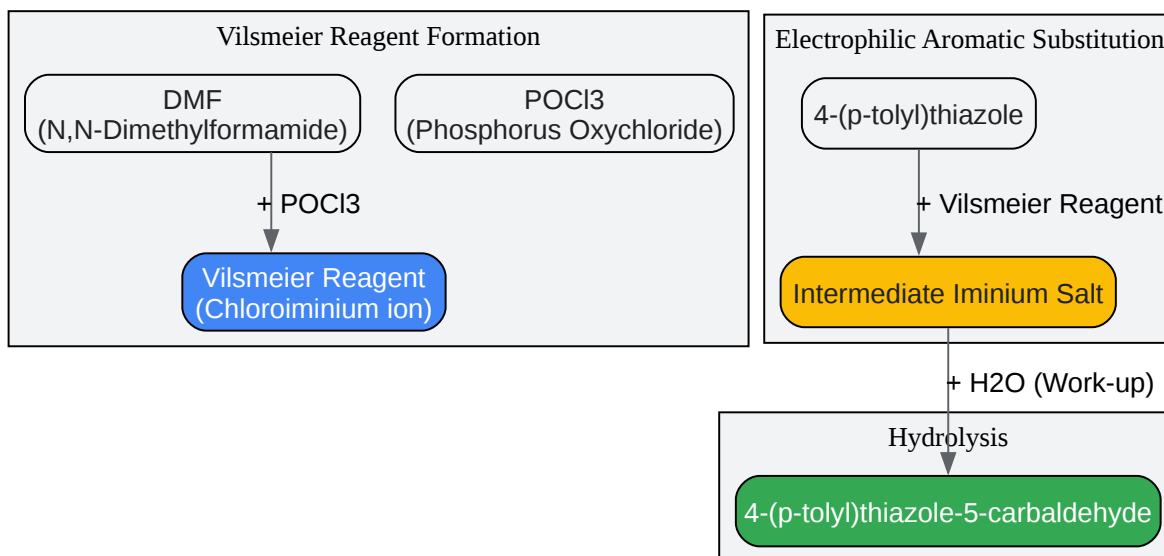 Vilsmeier Reagent Formation
DMF
(N,N-Dimethylformamide)
POCl3
(Phosphorus Oxychloride)
+ POCl3
Vilsmeier Reagent
(Chloroiminium ion)
Electrophilic Aromatic Substitution
4-(p-tolyl)thiazole
+ Vilsmeier Reagent
Intermediate Iminium Salt
+ H2O (Work-up)
Hydrolysis
4-(p-tolyl)thiazole-5-carbaldehyde